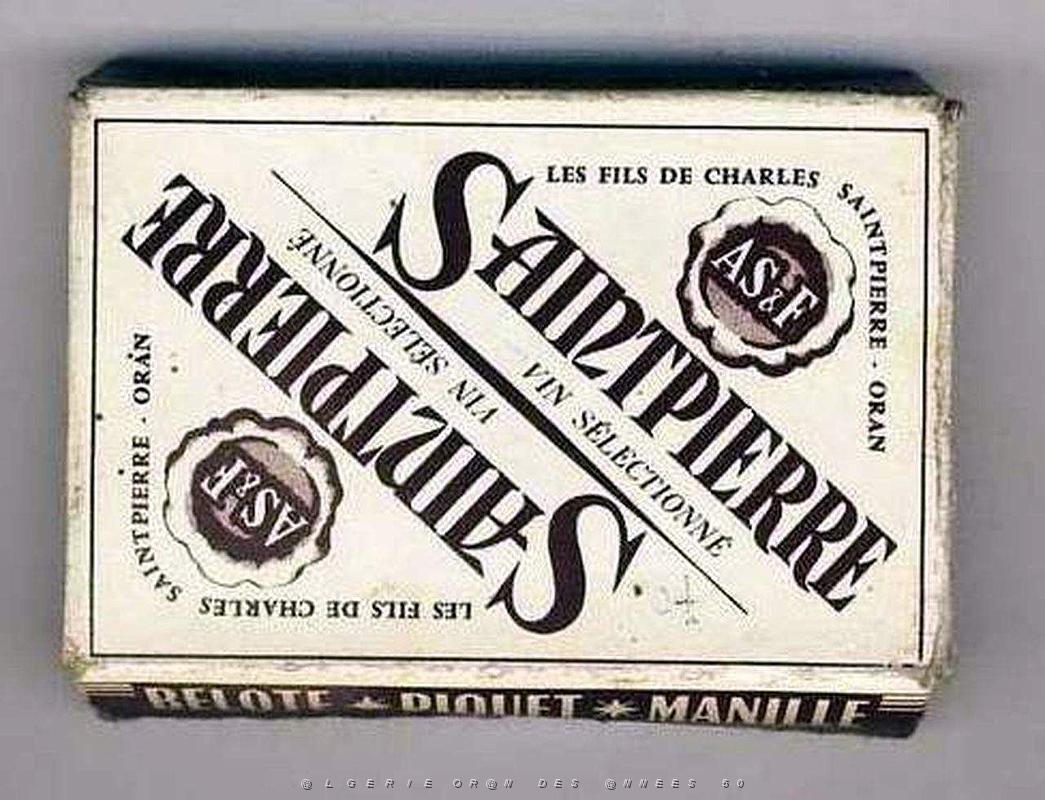 LES FILS DE CHARLES SAINTPIERRE · ORAN
AS&F
SAINTPIERRE
VIN SÉLECTIONNÉ
VIN SÉLECTIONNÉ
SAINTPIERRE
AS&F
LES FILS DE CHARLES SAINTPIERRE · ORAN
BELOTE ★ PIQUET ★ MANILLE
@LGERIE OR@N DES @NNEES 50